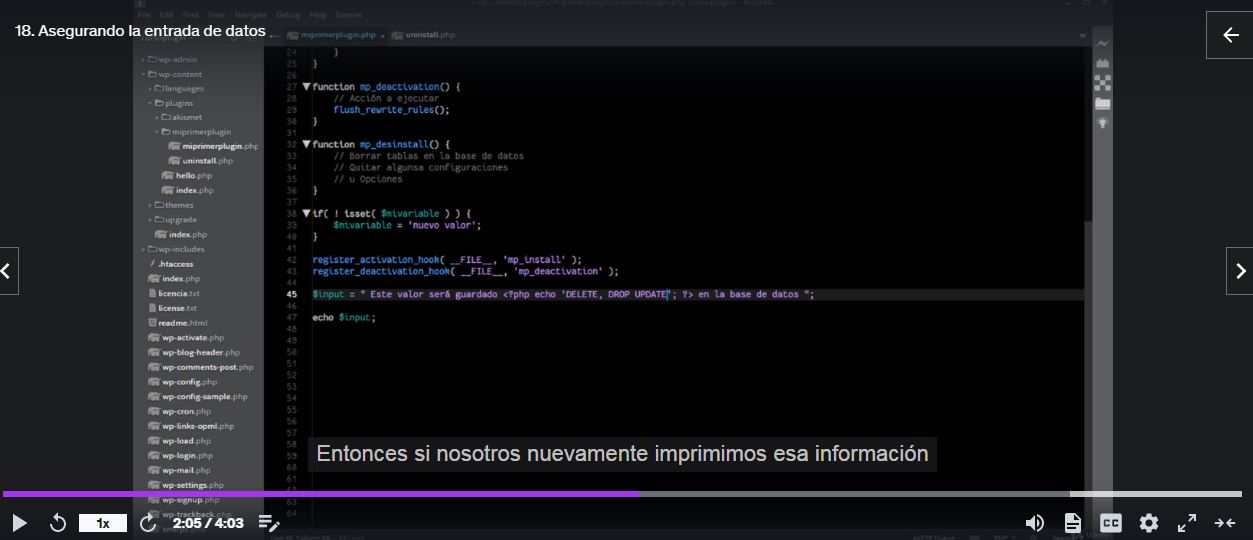 18. Asegurando la entrada de datos
File Edit Find View Navigate Debug Help Emmet
miprimerplugin.php
uninstall.php
wp-admin
wp-content
languages
plugins
akismet
miprimerplugin
miprimerplugin.php
uninstall.php
hello.php
index.php
themes
upgrade
index.php
wp-includes
.htaccess
index.php
licencia.txt
license.txt
readme.html
wp-activate.php
wp-blog-header.php
wp-comments-post.php
wp-config.php
wp-config-sample.php
wp-cron.php
wp-links-opml.php
wp-load.php
wp-login.php
wp-mail.php
wp-settings.php
wp-signup.php
wp-trackback.php
24 }
25 }
26
27 function mp_deactivation() {
28 // Acción a ejecutar
29 flush_rewrite_rules();
30 }
31
32 function mp_desinstall() {
33 // Borrar tablas en la base de datos
34 // Quitar algunsa configuraciones
35 // u Opciones
36 }
37
38 if( ! isset( $mivariable ) ) {
39 $mivariable = 'nuevo valor';
40 }
41
42 register_activation_hook( __FILE__, 'mp_install' );
43 register_deactivation_hook( __FILE__, 'mp_deactivation' );
44
45 $input = " Este valor será guardado <?php echo 'DELETE, DROP UPDATE'; ?> en la base de datos ";
46
47 echo $input;
48
49
50
51
52
53
54
55
56
57
58
59
60
61
62
63
64
Entonces si nosotros nuevamente imprimimos esa información
1x
2:05 / 4:03
CC